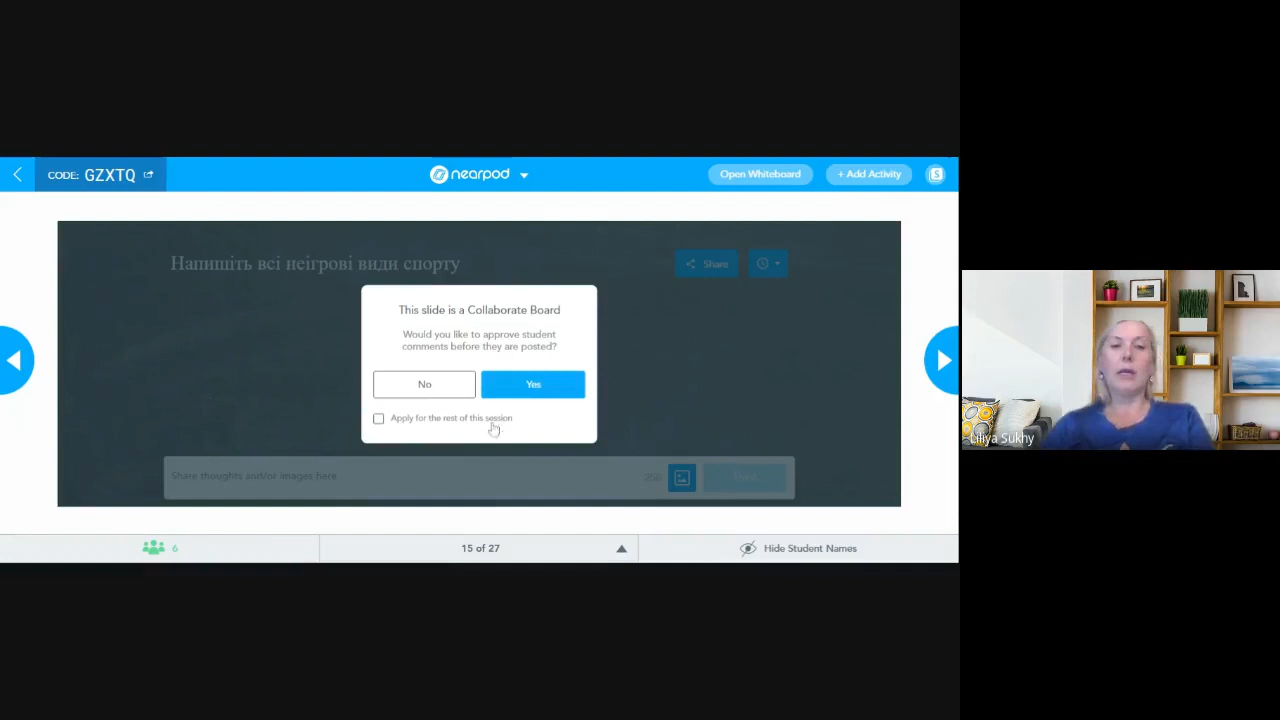 CODE: GZXTQ
nearpod
Open Whiteboard
+ Add Activity
S
Напишіть всі неігрові види спорту
Share
This slide is a Collaborate Board
Would you like to approve student
comments before they are posted?
No
Yes
Apply for the rest of this session
Share thoughts and/or images here
250
Post
6
15 of 27
Hide Student Names
Liliya Sukhy